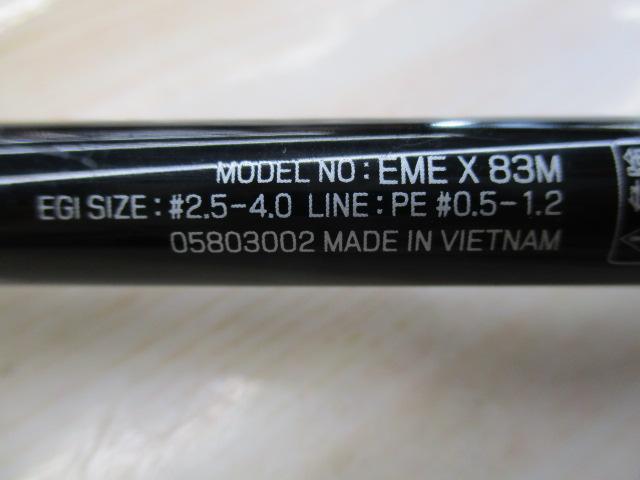 MODEL NO : EME X 83M
EGI SIZE : #2.5-4.0 LINE : PE #0.5-1.2
05803002 MADE IN VIETNAM